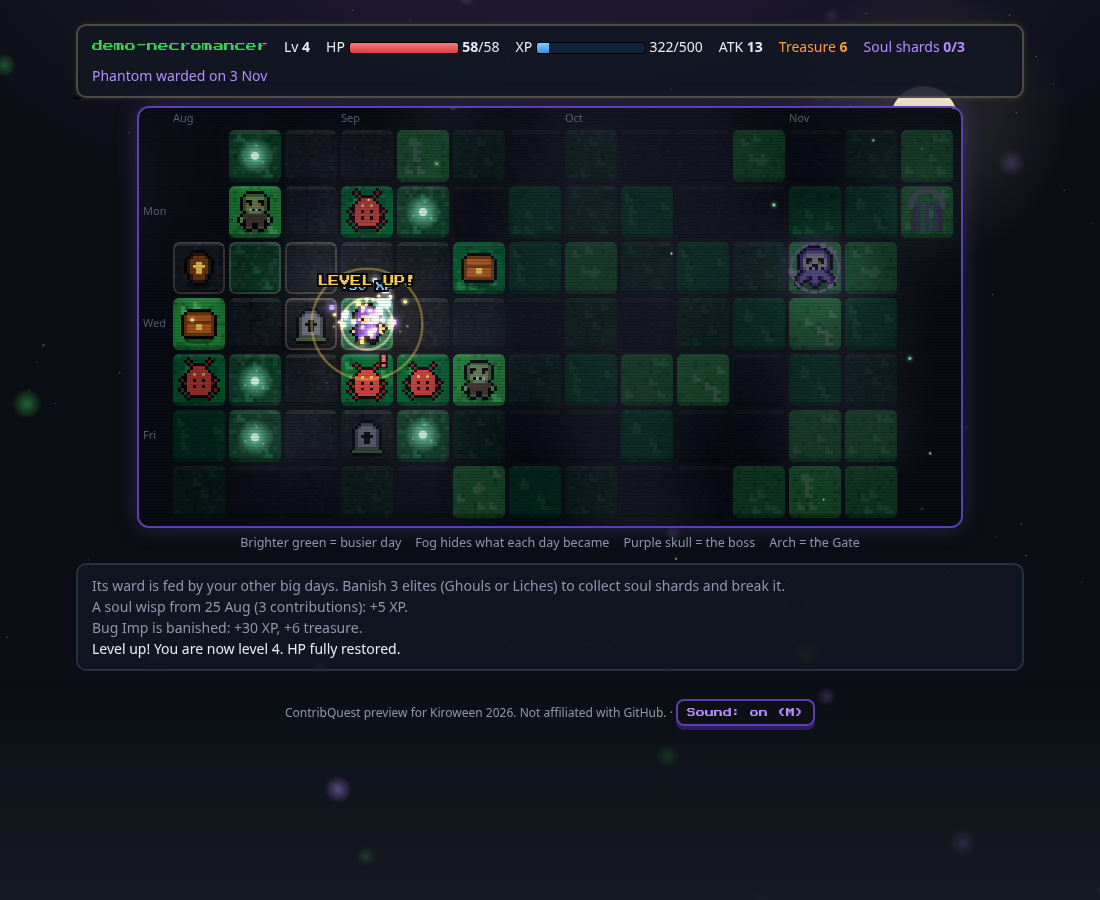 demo-necromancer Lv 4 HP 58/58 XP 322/500 ATK 13 Treasure 6 Soul shards 0/3
Phantom warded on 3 Nov
Aug Sep Oct Nov
Mon
LEVEL UP!
Wed
!
Fri
Brighter green = busier day Fog hides what each day became Purple skull = the boss Arch = the Gate
Its ward is fed by your other big days. Banish 3 elites (Ghouls or Liches) to collect soul shards and break it.
A soul wisp from 25 Aug (3 contributions): +5 XP.
Bug Imp is banished: +30 XP, +6 treasure.
Level up! You are now level 4. HP fully restored.
ContribQuest preview for Kiroween 2026. Not affiliated with GitHub. · Sound: on (M)